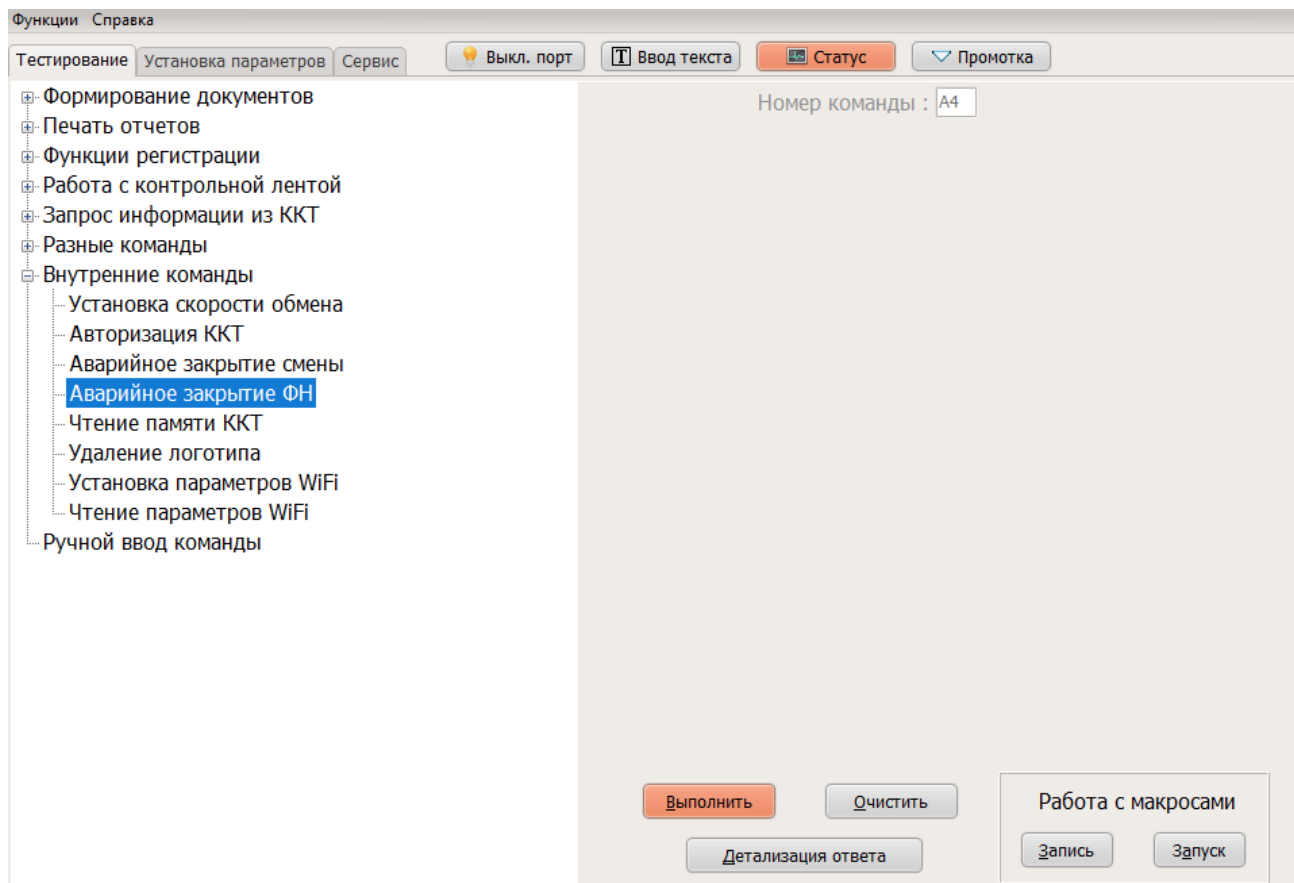 Функции Справка
Тестирование Установка параметров Сервис Выкл. порт T Ввод текста Статус Промотка
Формирование документов
Номер команды : A4
Печать отчетов
Функции регистрации
Работа с контрольной лентой
Запрос информации из ККТ
Разные команды
Внутренние команды
Установка скорости обмена
Авторизация ККТ
Аварийное закрытие смены
Аварийное закрытие ФН
Чтение памяти ККТ
Удаление логотипа
Установка параметров WiFi
Чтение параметров WiFi
Ручной ввод команды
Выполнить Очистить
Работа с макросами
Детализация ответа
Запись Запуск